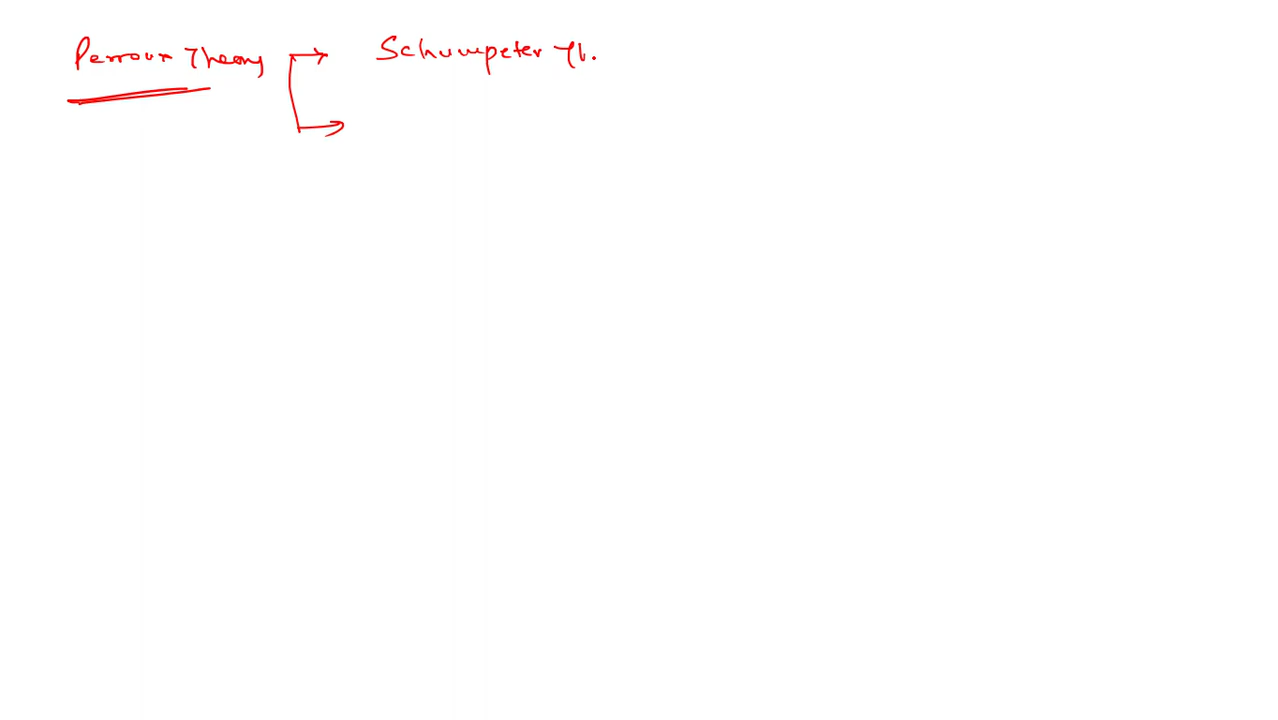 Perroux Theory → Schumpeter Th.
→